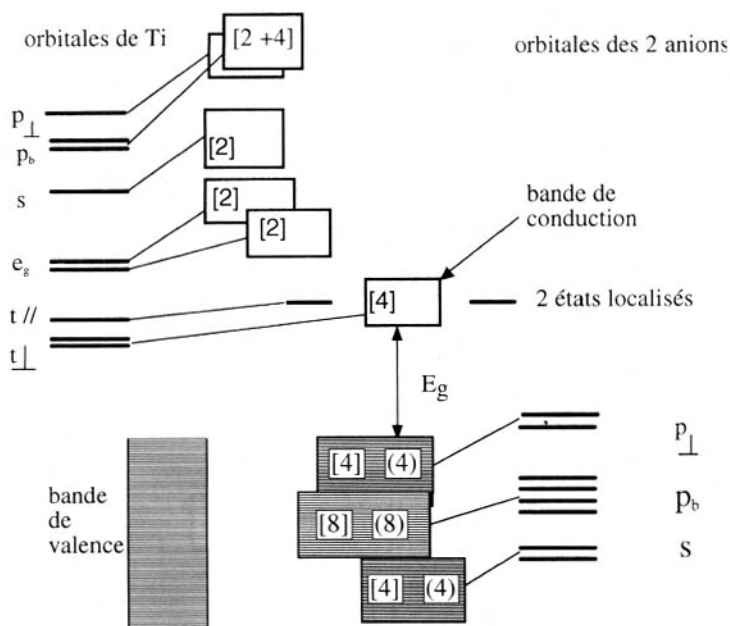 orbitales de Ti
orbitales des 2 anions
[2 +4]
p⊥
p_b
[2]
s
[2]
[2]
e_g
bande de
conduction
[4]
2 états localisés
t //
t⊥
E_g
p⊥
[4] (4)
bande
de
valence
[8] (8)
p_b
s
[4] (4)